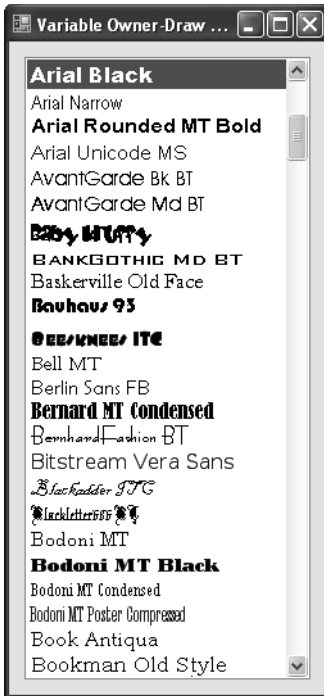 Variable Owner-Draw ...
Arial Black
Arial Narrow
Arial Rounded MT Bold
Arial Unicode MS
AvantGarde Bk BT
AvantGarde Md BT
Baby Kruffy
BankGothic Md BT
Baskerville Old Face
Bauhaus 93
Beesknees ITC
Bell MT
Berlin Sans FB
Bernard MT Condensed
BernhardFashion BT
Bitstream Vera Sans
Blackadder ITC
Blackletter686 BT
Bodoni MT
Bodoni MT Black
Bodoni MT Condensed
Bodoni MT Poster Compressed
Book Antiqua
Bookman Old Style